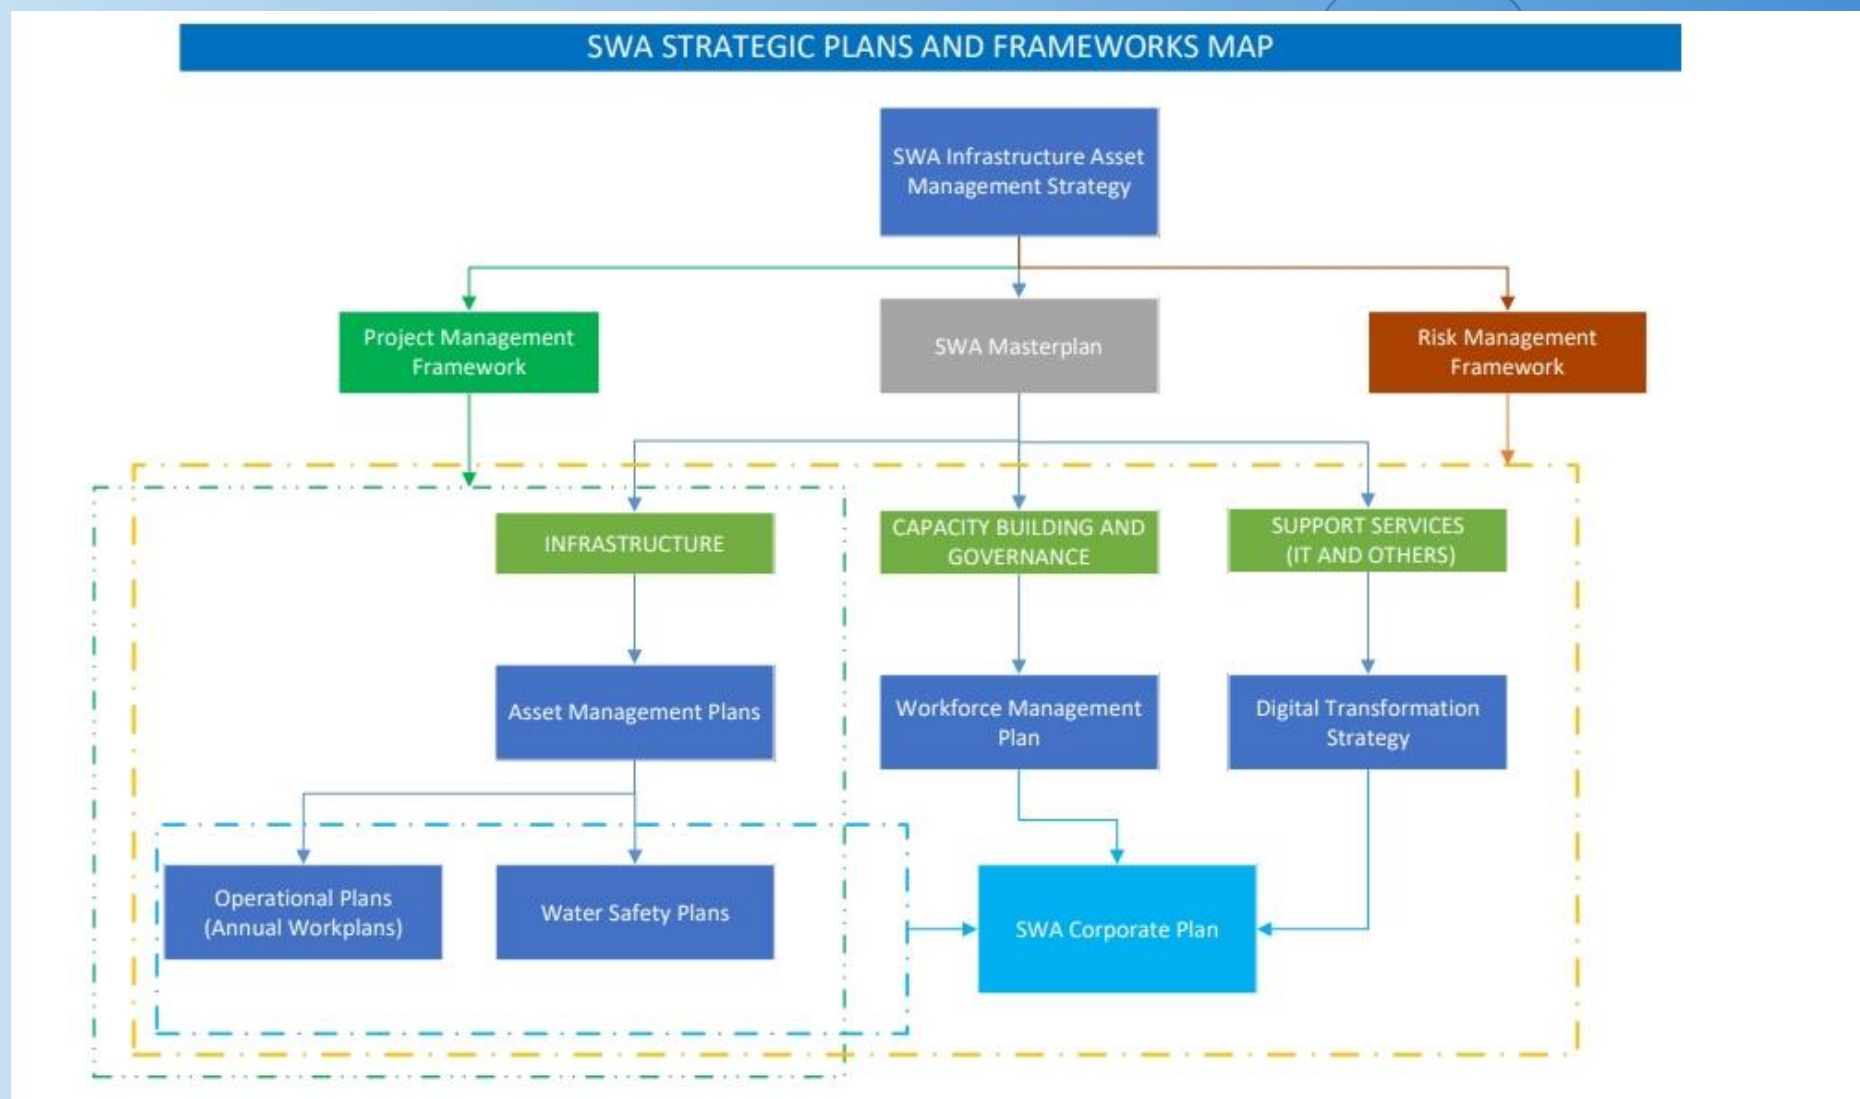 SWA STRATEGIC PLANS AND FRAMEWORKS MAP
SWA Infrastructure Asset
Management Strategy
Project Management
Framework
SWA Masterplan
Risk Management
Framework
INFRASTRUCTURE
CAPACITY BUILDING AND
GOVERNANCE
SUPPORT SERVICES
(IT AND OTHERS)
Asset Management Plans
Workforce Management
Plan
Digital Transformation
Strategy
Operational Plans
(Annual Workplans)
Water Safety Plans
SWA Corporate Plan